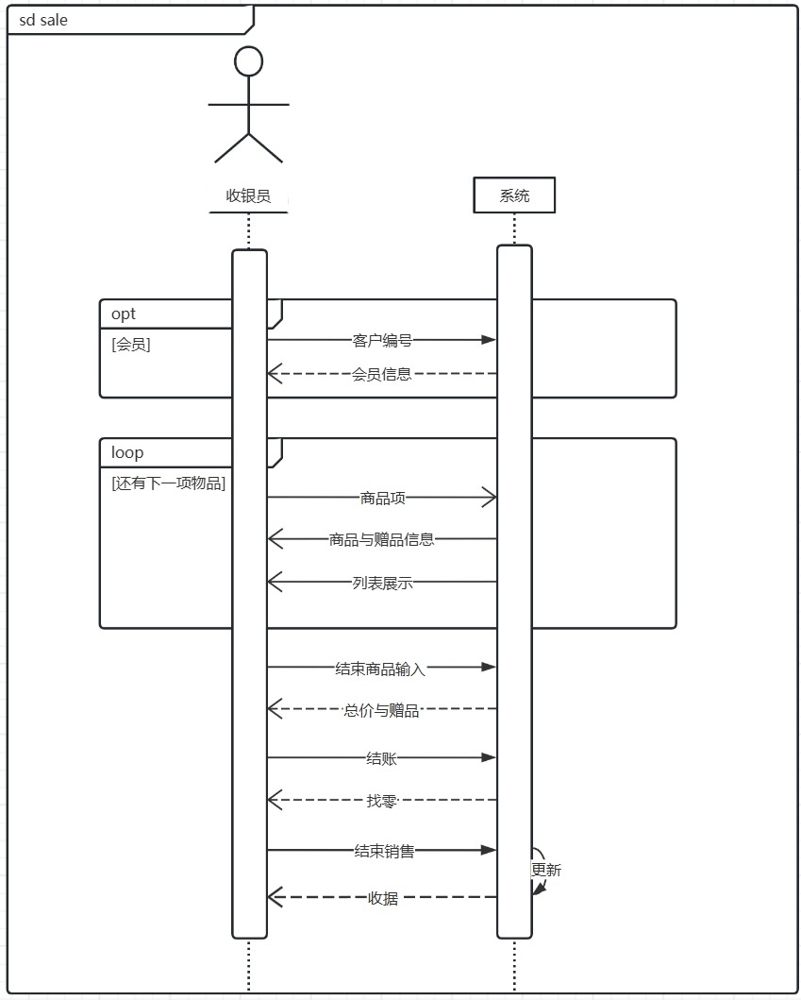 sd sale
收银员
系统
opt
[会员]
客户编号
会员信息
loop
[还有下一项物品]
商品项
商品与赠品信息
列表展示
结束商品输入
总价与赠品
结账
找零
结束销售
更新
收据